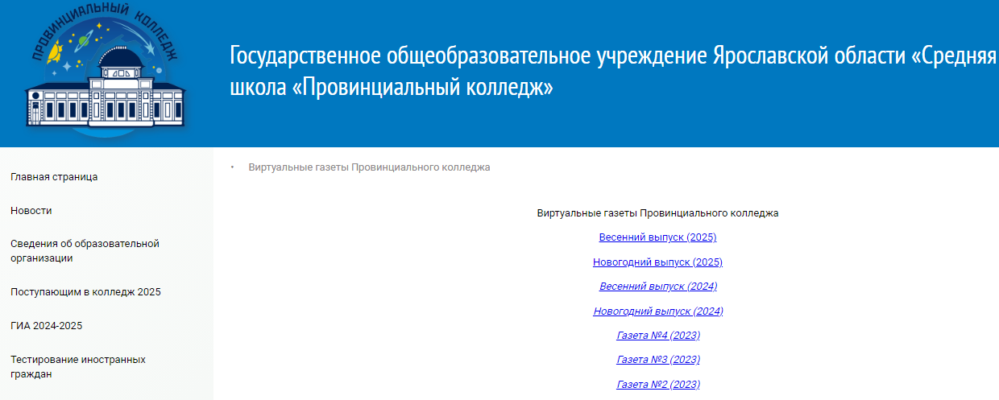 ПРОВИНЦИАЛЬНЫЙ КОЛЛЕДЖ
Государственное общеобразовательное учреждение Ярославской области «Средняя
школа «Провинциальный колледж»
Главная страница
Новости
Сведения об образовательной
организации
Поступающим в колледж 2025
ГИА 2024-2025
Тестирование иностранных
граждан
• Виртуальные газеты Провинциального колледжа
Виртуальные газеты Провинциального колледжа
Весенний выпуск (2025)
Новогодний выпуск (2025)
Весенний выпуск (2024)
Новогодний выпуск (2024)
Газета №4 (2023)
Газета №3 (2023)
Газета №2 (2023)